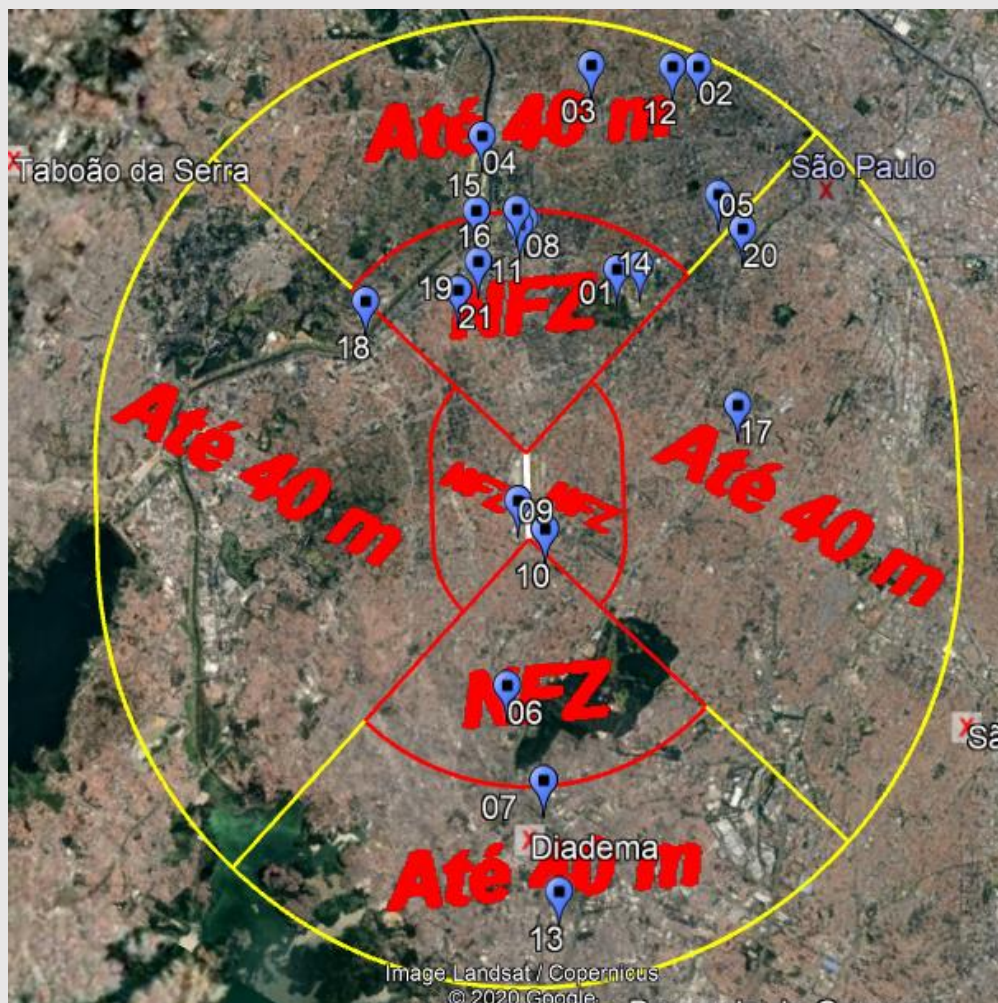 03
12
02
Até 40 m
04
Taboão da Serra
São Paulo
15
05
16
08
20
11
14
19
01
21
NFZ
18
17
Até 40 m
Até 40 m
NFZ
09
NFZ
10
NFZ
06
07
Diadema
Até 40 m
13
Sã
Image Landsat / Copernicus
© 2020 Google